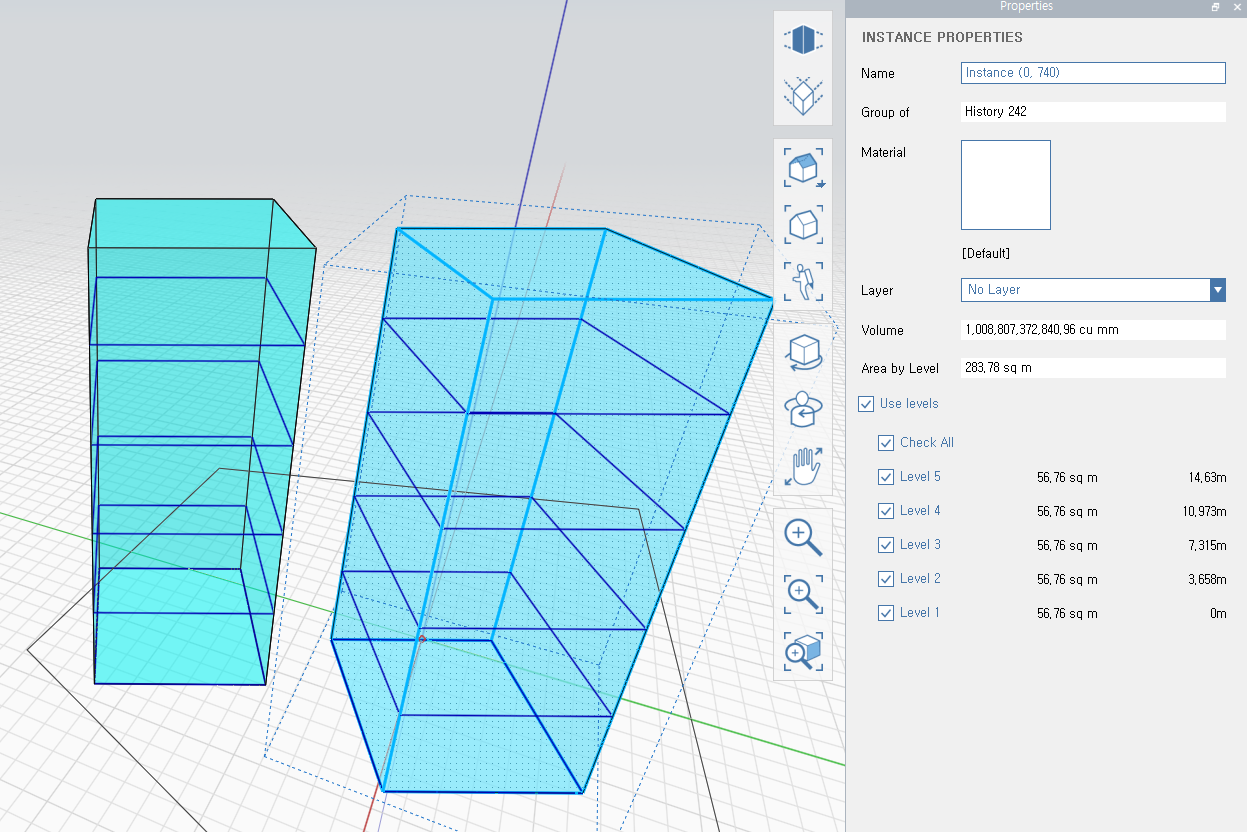 Properties
INSTANCE PROPERTIES
Name Instance (0, 740)
Group of History 242
Material
[Default]
Layer No Layer
Volume 1,008,807,372,840,96 cu mm
Area by Level 283,78 sq m
Use levels
Check All
Level 5 56,76 sq m 14,63m
Level 4 56,76 sq m 10,973m
Level 3 56,76 sq m 7,315m
Level 2 56,76 sq m 3,658m
Level 1 56,76 sq m 0m